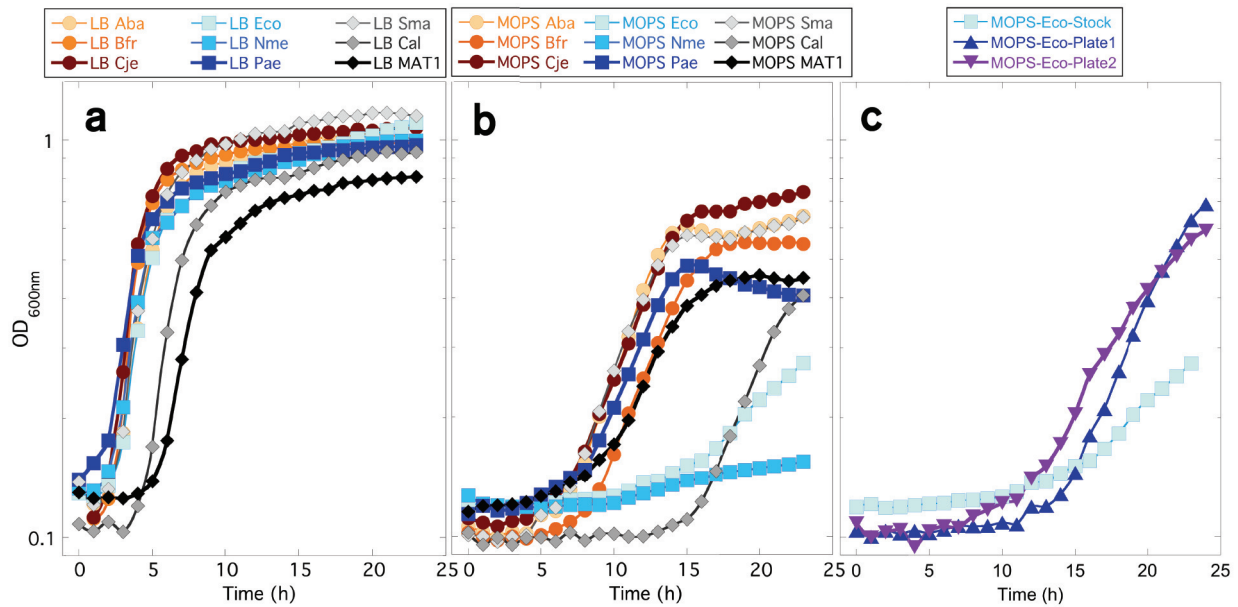 LB Aba LB Eco LB Sma
LB Bfr LB Nme LB Cal
LB Cje LB Pae LB MAT1
MOPS Aba MOPS Eco MOPS Sma
MOPS Bfr MOPS Nme MOPS Cal
MOPS Cje MOPS Pae MOPS MAT1
MOPS-Eco-Stock
MOPS-Eco-Plate1
MOPS-Eco-Plate2
a b c
1
0.1
OD600nm
0 5 10 15 20 25
0 5 10 15 20 25
0 5 10 15 20 25
Time (h) Time (h) Time (h)